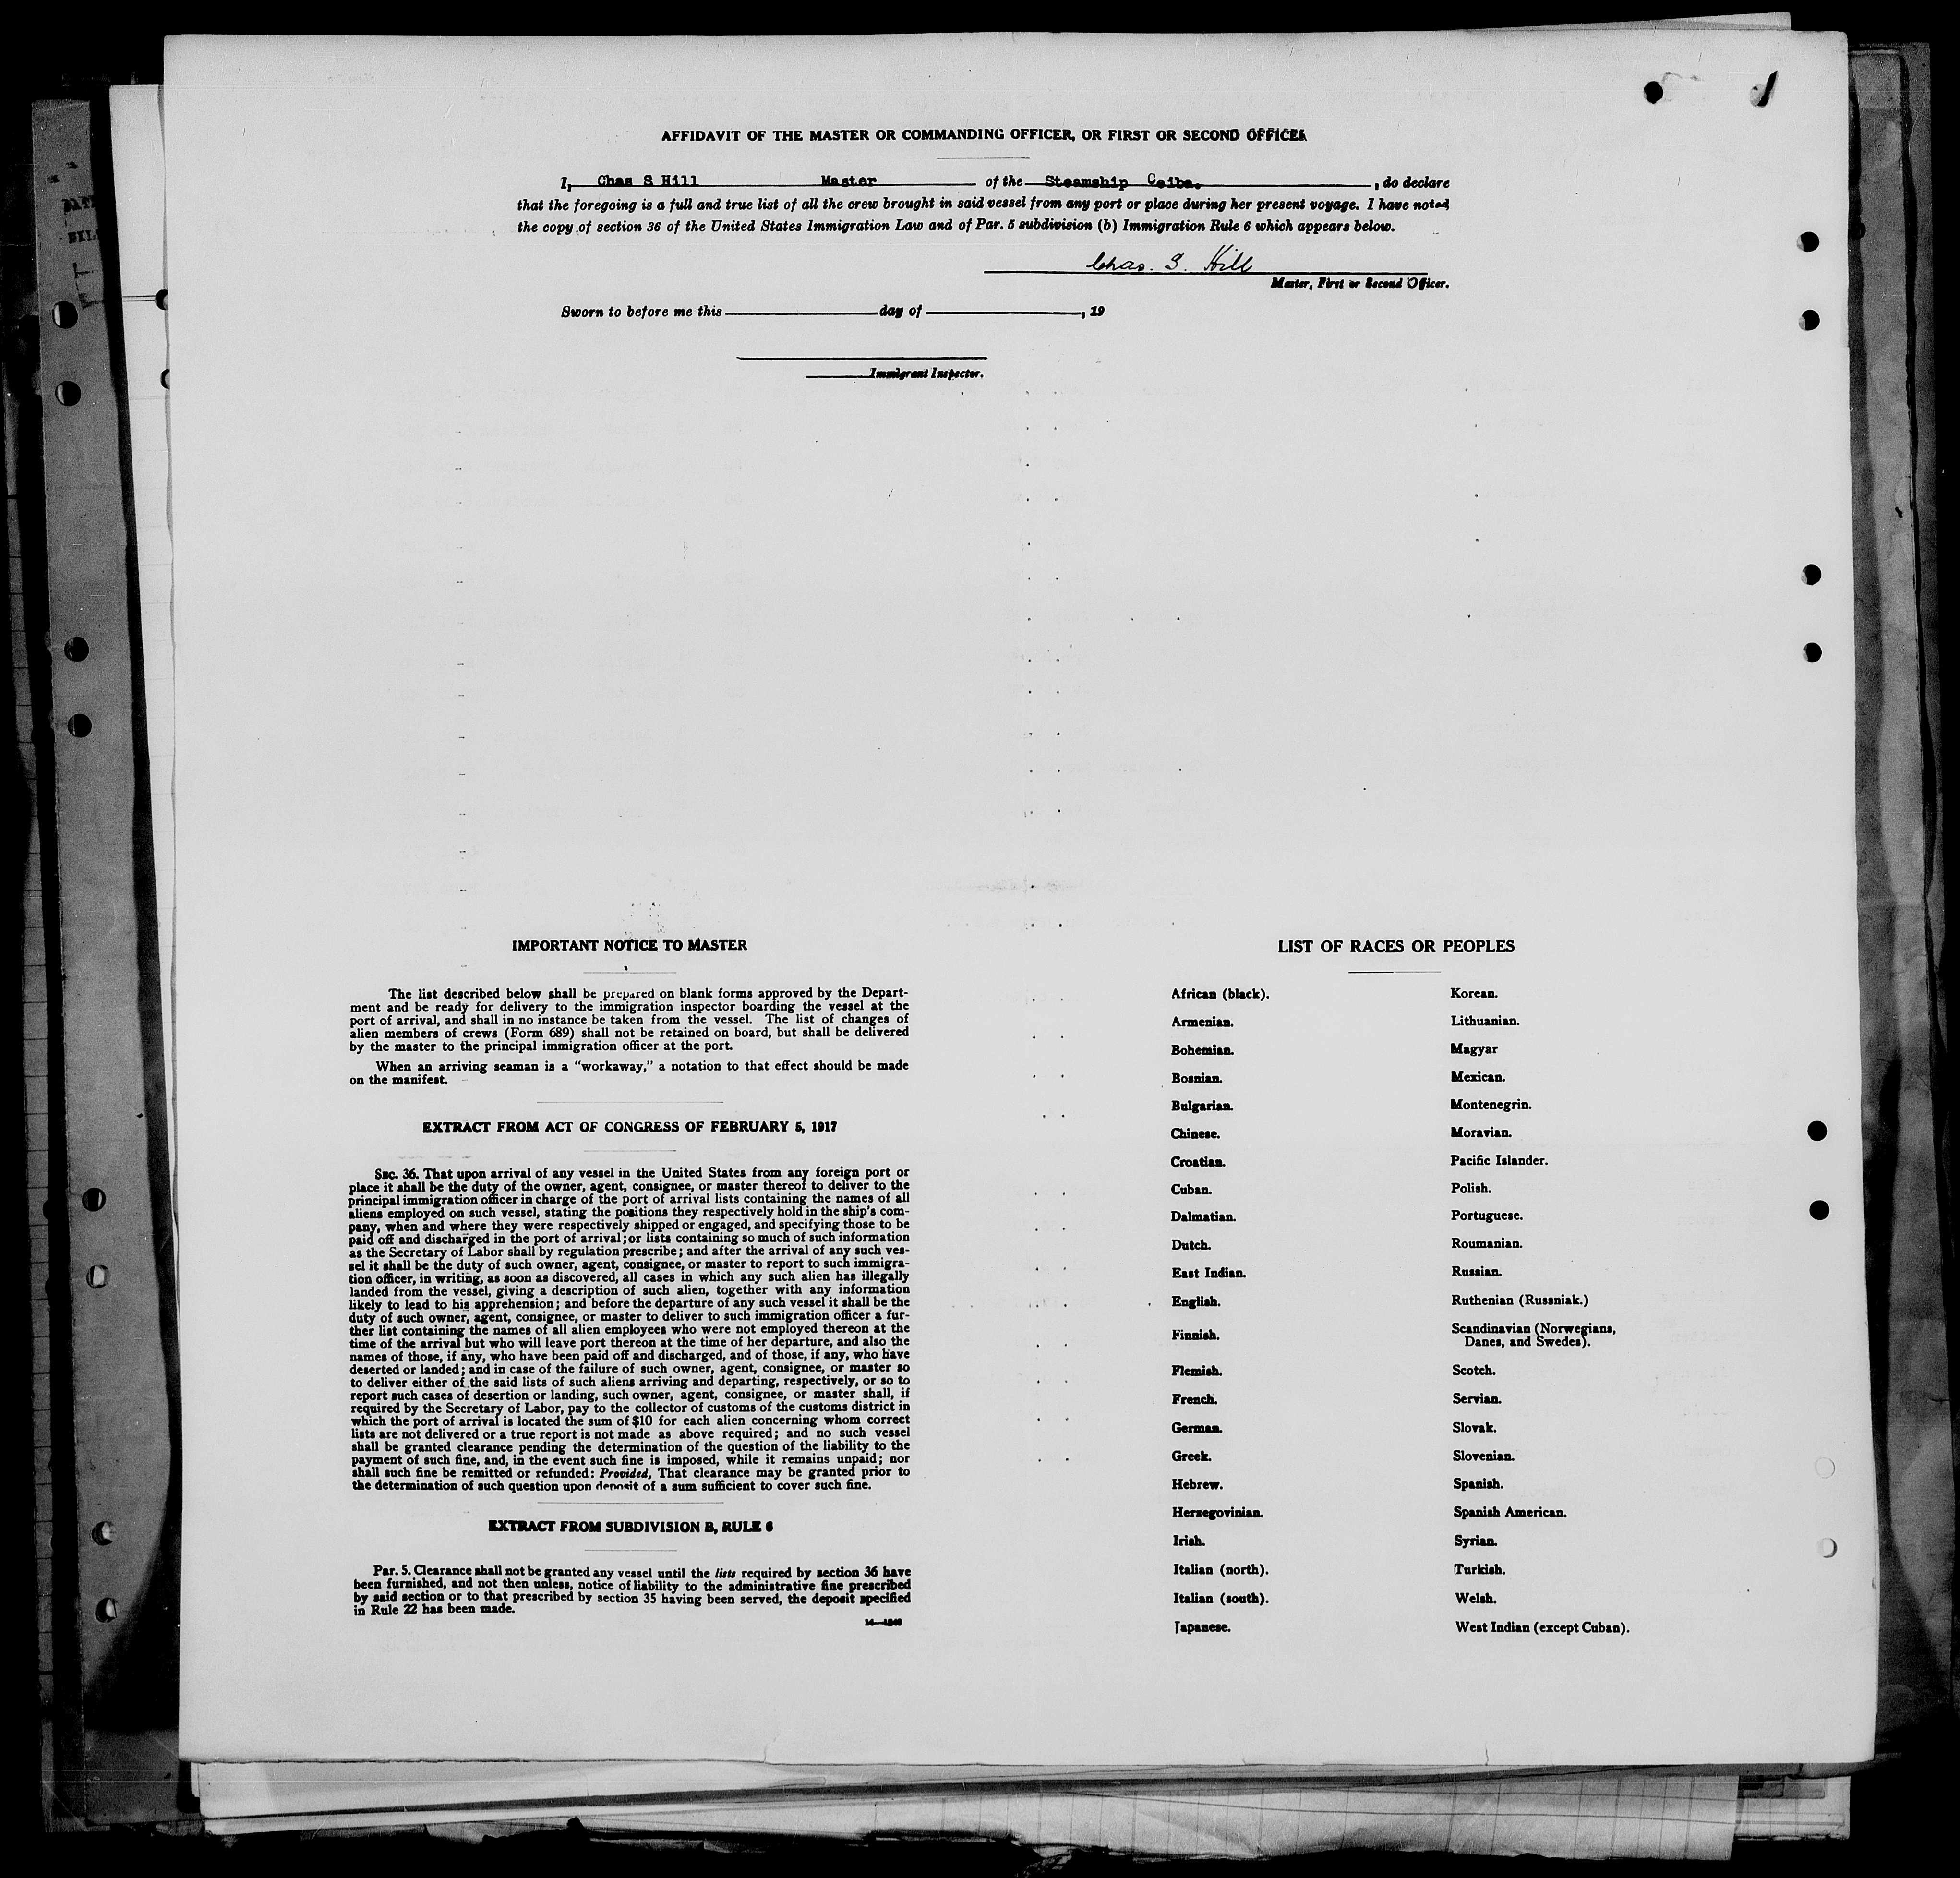 1
AFFIDAVIT OF THE MASTER OR COMMANDING OFFICER, OR FIRST OR SECOND OFFICER
I, Chas S Hill Master of the Steamship Ceiba. , do declare
that the foregoing is a full and true list of all the crew brought in said vessel from any port or place during her present voyage. I have noted
the copy of section 36 of the United States Immigration Law and of Par. 5 subdivision (b) Immigration Rule 6 which appears below.
Chas. S. Hill
Master, First or Second Officer.
Sworn to before me this day of , 19
Immigrant Inspector.
IMPORTANT NOTICE TO MASTER
The list described below shall be prepared on blank forms approved by the Depart-
ment and be ready for delivery to the immigration inspector boarding the vessel at the
port of arrival, and shall in no instance be taken from the vessel. The list of changes of
alien members of crews (Form 689) shall not be retained on board, but shall be delivered
by the master to the principal immigration officer at the port.
When an arriving seaman is a "workaway," a notation to that effect should be made
on the manifest.
EXTRACT FROM ACT OF CONGRESS OF FEBRUARY 5, 1917
SEC. 36. That upon arrival of any vessel in the United States from any foreign port or
place it shall be the duty of the owner, agent, consignee, or master thereof to deliver to the
principal immigration officer in charge of the port of arrival lists containing the names of all
aliens employed on such vessel, stating the positions they respectively hold in the ship's com-
pany, when and where they were respectively shipped or engaged, and specifying those to be
paid off and discharged in the port of arrival; or lists containing so much of such information
as the Secretary of Labor shall by regulation prescribe; and after the arrival of any such ves-
sel it shall be the duty of such owner, agent, consignee, or master to report to such immigra-
tion officer, in writing, as soon as discovered, all cases in which any such alien has illegally
landed from the vessel, giving a description of such alien, together with any information
likely to lead to his apprehension; and before the departure of any such vessel it shall be the
duty of such owner, agent, consignee, or master to deliver to such immigration officer a fur-
ther list containing the names of all alien employees who were not employed thereon at the
time of the arrival but who will leave port thereon at the time of her departure, and also the
names of those, if any, who have been paid off and discharged, and of those, if any, who have
deserted or landed; and in case of the failure of such owner, agent, consignee, or master so
to deliver either of the said lists of such aliens arriving and departing, respectively, or so to
report such cases of desertion or landing, such owner, agent, consignee, or master shall, if
required by the Secretary of Labor, pay to the collector of customs of the customs district in
which the port of arrival is located the sum of $10 for each alien concerning whom correct
lists are not delivered or a true report is not made as above required; and no such vessel
shall be granted clearance pending the determination of the question of the liability to the
payment of such fine, and, in the event such fine is imposed, while it remains unpaid; nor
shall such fine be remitted or refunded: Provided, That clearance may be granted prior to
the determination of such question upon deposit of a sum sufficient to cover such fine.
EXTRACT FROM SUBDIVISION B, RULE 6
Par. 5. Clearance shall not be granted any vessel until the lists required by section 36 have
been furnished, and not then unless, notice of liability to the administrative fine prescribed
by said section or to that prescribed by section 35 having been served, the deposit specified
in Rule 22 has been made.
LIST OF RACES OR PEOPLES
African (black).
Armenian.
Bohemian.
Bosnian.
Bulgarian.
Chinese.
Croatian.
Cuban.
Dalmatian.
Dutch.
East Indian.
English.
Finnish.
Flemish.
French.
German.
Greek.
Hebrew.
Herzegovinian.
Irish.
Italian (north).
Italian (south).
Japanese.
Korean.
Lithuanian.
Magyar
Mexican.
Montenegrin.
Moravian.
Pacific Islander.
Polish.
Portuguese.
Roumanian.
Russian.
Ruthenian (Russniak.)
Scandinavian (Norwegians,
Danes, and Swedes).
Scotch.
Servian.
Slovak.
Slovenian.
Spanish.
Spanish American.
Syrian.
Turkish.
Welsh.
West Indian (except Cuban).